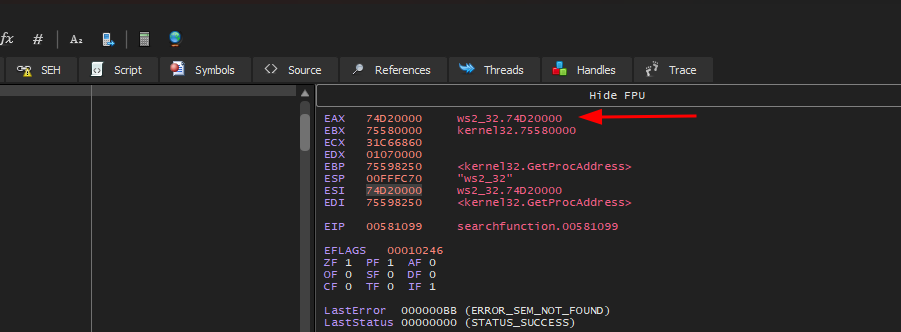 fx # A₂
SEH Script Symbols Source References Threads Handles Trace
Hide FPU
EAX 74D20000 ws2_32.74D20000
EBX 75580000 kernel32.75580000
ECX 31C66860
EDX 01070000
EBP 75598250 <kernel32.GetProcAddress>
ESP 00FFFC70 "ws2_32"
ESI 74D20000 ws2_32.74D20000
EDI 75598250 <kernel32.GetProcAddress>
EIP 00581099 searchfunction.00581099
EFLAGS 00010246
ZF 1 PF 1 AF 0
OF 0 SF 0 DF 0
CF 0 TF 0 IF 1
LastError 000000BB (ERROR_SEM_NOT_FOUND)
LastStatus 00000000 (STATUS_SUCCESS)